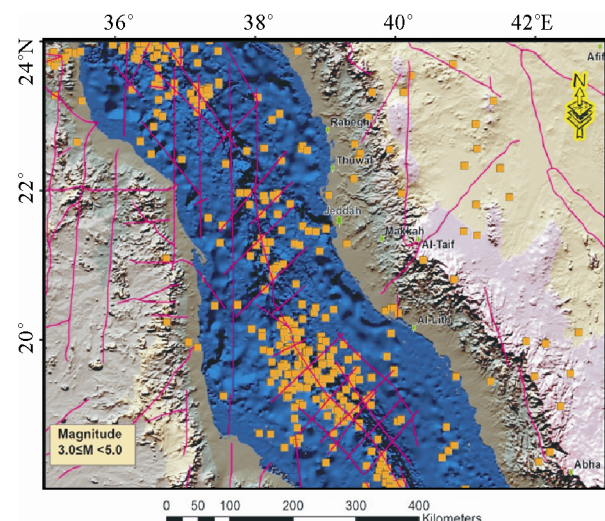 36° 38° 40° 42°E
24°N
Afif
N
Rabegh
Thuwal
22°
Jeddah
Makkah
Al-Taif
20°
Al-Lith
Magnitude
3.0≤M <5.0
Abha
0 50 100 200 300 400
Kilometers